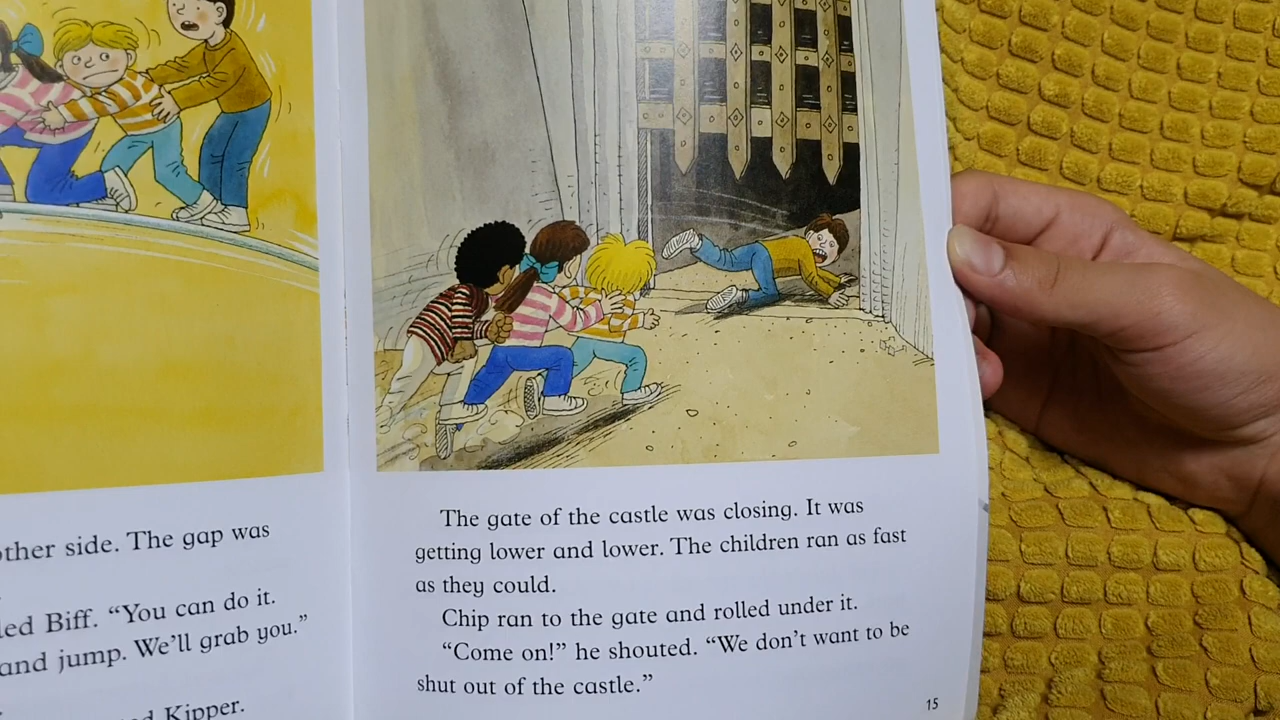 other side. The gap was
led Biff. “You can do it.
and jump. We’ll grab you.”
Kipper.
The gate of the castle was closing. It was
getting lower and lower. The children ran as fast
as they could.
Chip ran to the gate and rolled under it.
“Come on!” he shouted. “We don’t want to be
shut out of the castle.”
15